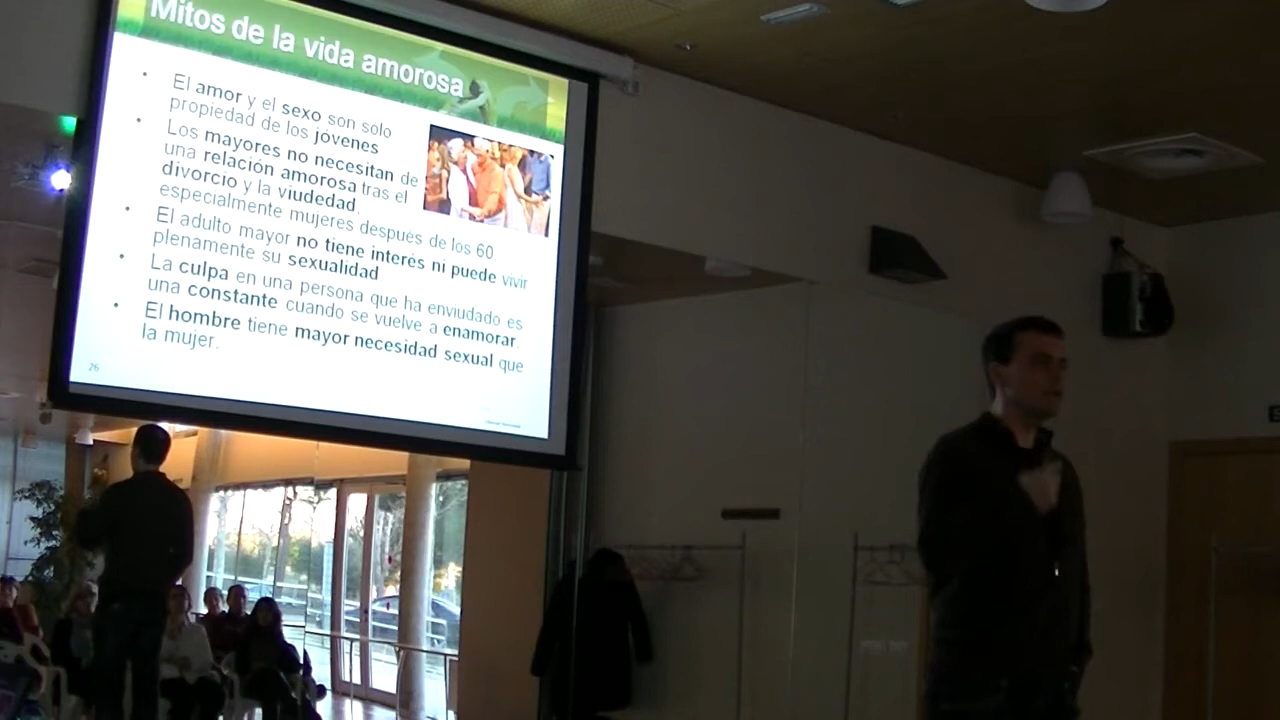 Mitos de la vida amorosa
• El amor y el sexo son solo
propiedad de los jóvenes
• Los mayores no necesitan de
una relación amorosa tras el
divorcio y la viudedad,
especialmente mujeres después de los 60
• El adulto mayor no tiene interés ni puede vivir
plenamente su sexualidad
• La culpa en una persona que ha enviudado es
una constante cuando se vuelve a enamorar.
• El hombre tiene mayor necesidad sexual que
la mujer.
26